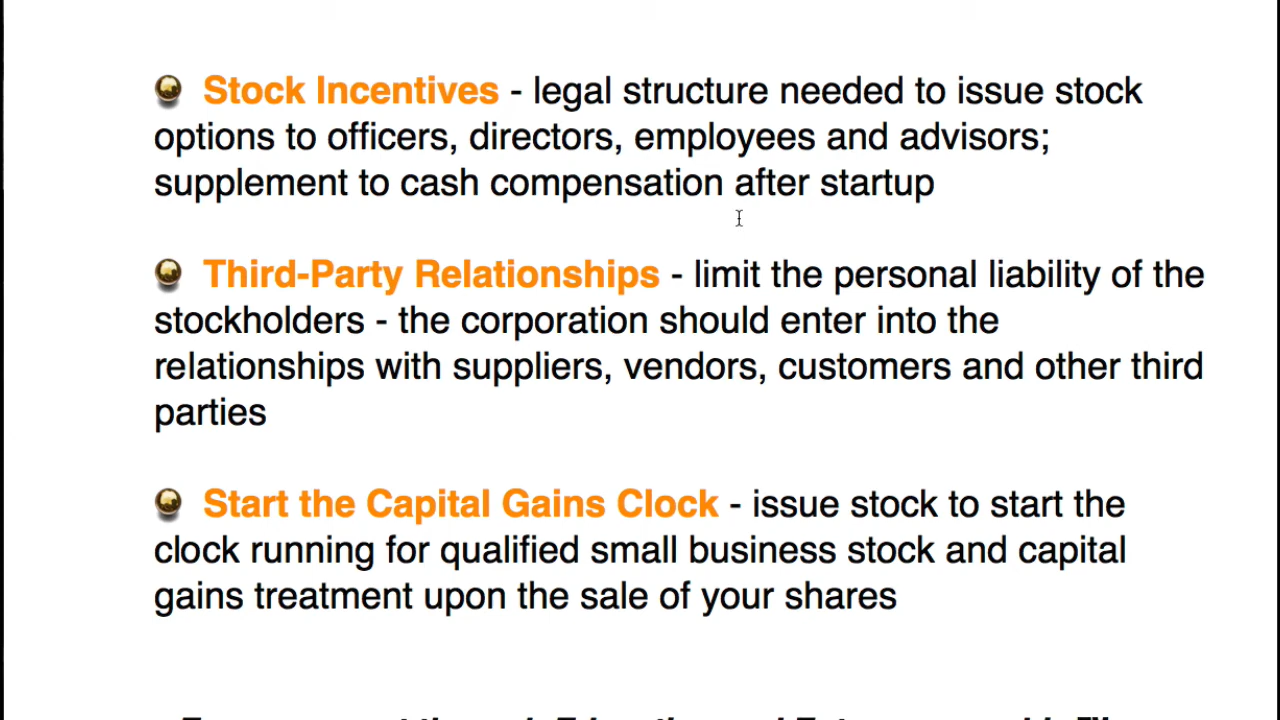 Stock Incentives - legal structure needed to issue stock
options to officers, directors, employees and advisors;
supplement to cash compensation after startup
Third-Party Relationships - limit the personal liability of the
stockholders - the corporation should enter into the
relationships with suppliers, vendors, customers and other third
parties
Start the Capital Gains Clock - issue stock to start the
clock running for qualified small business stock and capital
gains treatment upon the sale of your shares